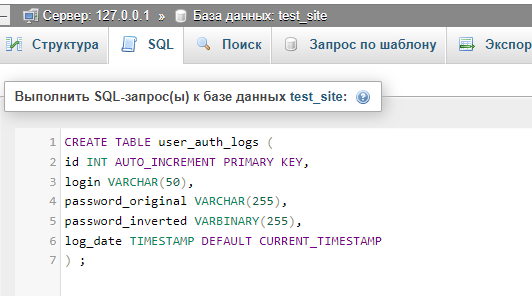 Сервер: 127.0.0.1 » База данных: test_site
Структура SQL Поиск Запрос по шаблону Экспор
Выполнить SQL-запрос(ы) к базе данных test_site:
1 CREATE TABLE user_auth_logs (
2 id INT AUTO_INCREMENT PRIMARY KEY,
3 login VARCHAR(50),
4 password_original VARCHAR(255),
5 password_inverted VARBINARY(255),
6 log_date TIMESTAMP DEFAULT CURRENT_TIMESTAMP
7 ) ;